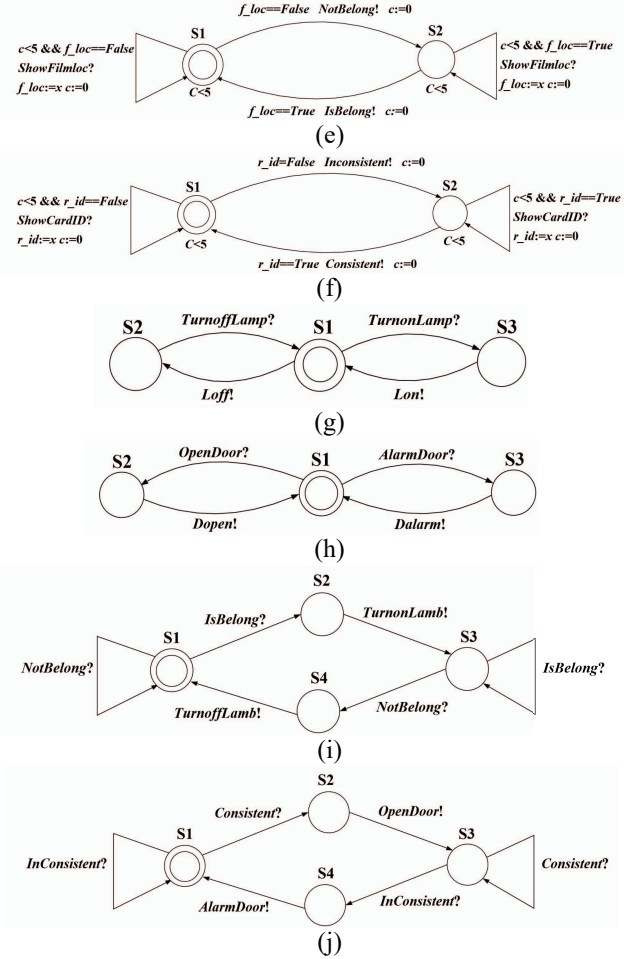 f_loc==False NotBelong! c:=0
S1
S2
c<5 && f_loc==False
ShowFilmloc?
f_loc:=x c:=0
c<5 && f_loc==True
ShowFilmloc?
f_loc:=x c:=0
C<5
c<5
f_loc==True IsBelong! c:=0
(e)
r_id=False Inconsistent! c:=0
S1
S2
c<5 && r_id==False
ShowCardID?
r_id:=x c:=0
c<5 && r_id==True
ShowCardID?
r_id:=x c:=0
C<5
c<5
r_id==True Consistent! c:=0
(f)
S2 TurnoffLamp? S1 TurnonLamp? S3
Loff! Lon!
(g)
S2 OpenDoor? S1 AlarmDoor? S3
Dopen! Dalarm!
(h)
S2
IsBelong? TurnonLamb!
S1 S3
NotBelong? S4 IsBelong?
TurnoffLamb! NotBelong?
(i)
S2
Consistent? OpenDoor!
S1 S3
InConsistent? S4 Consistent?
AlarmDoor! InConsistent?
(j)